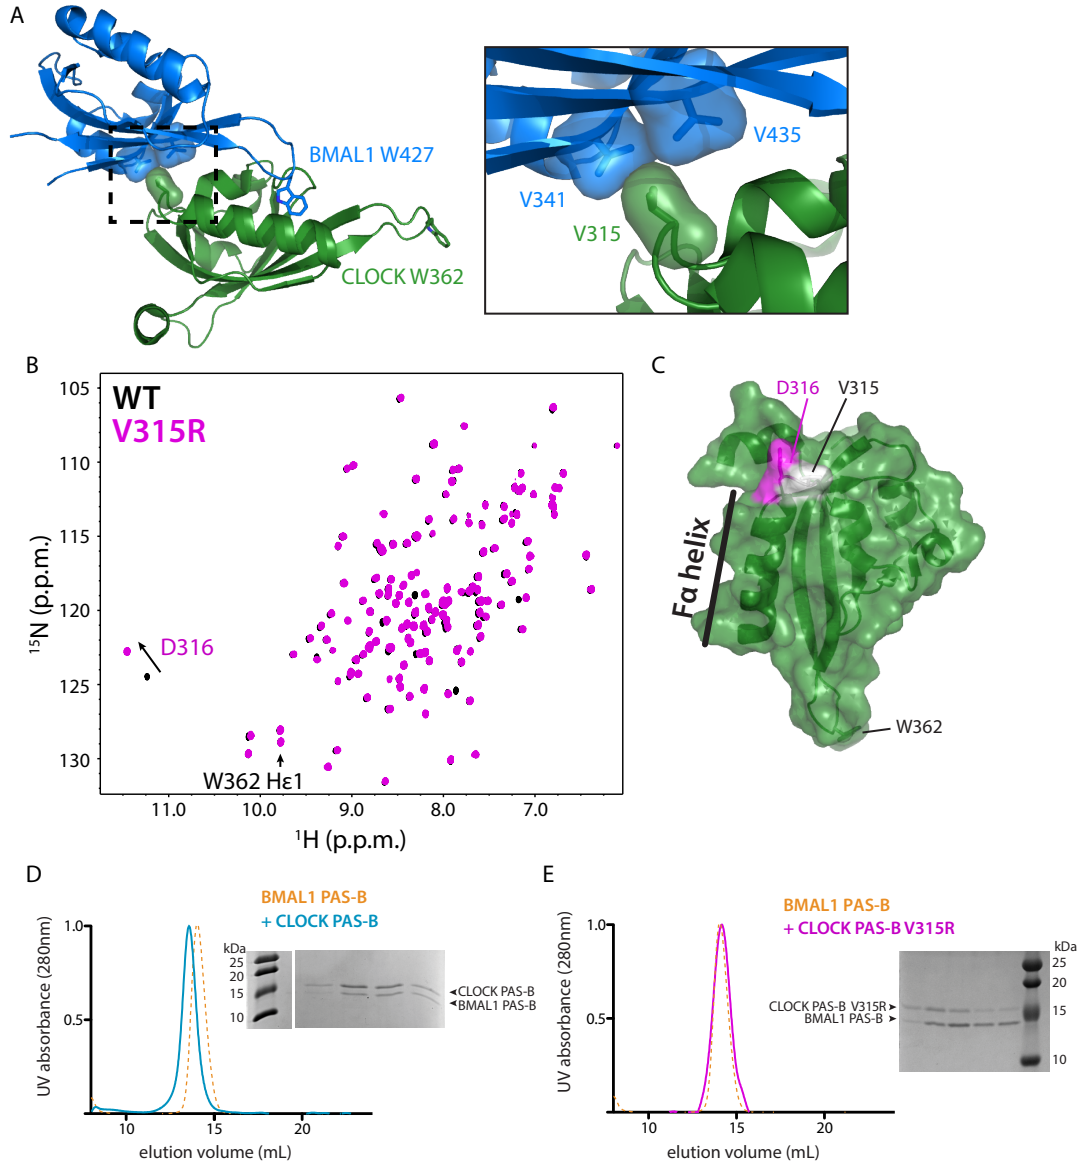 A
BMAL1 W427
CLOCK W362
V435
V341
V315
B
WT
V315R
105
110
115
120
125
130
15N (p.p.m.)
D316
W362 Hε1
11.0 10.0 9.0 8.0 7.0
1H (p.p.m.)
C
D316 V315
Fα helix
W362
D
BMAL1 PAS-B
+ CLOCK PAS-B
UV absorbance (280nm)
1.0
0.5
kDa
25
20
15
10
CLOCK PAS-B
BMAL1 PAS-B
10 15 20
elution volume (mL)
E
BMAL1 PAS-B
+ CLOCK PAS-B V315R
UV absorbance (280nm)
1.0
0.5
CLOCK PAS-B V315R
BMAL1 PAS-B
kDa
25
20
15
10
10 15 20
elution volume (mL)